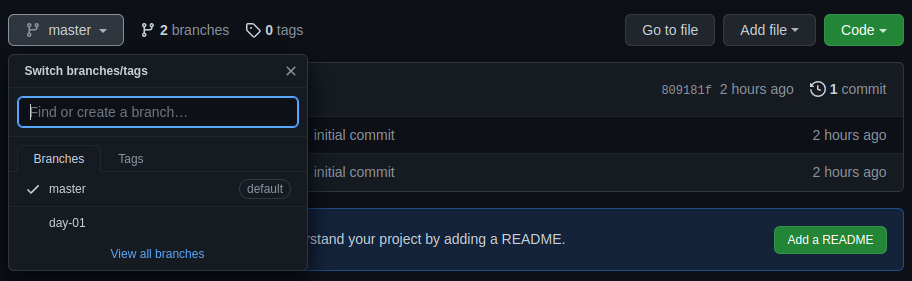 master 2 branches 0 tags Go to file Add file Code
Switch branches/tags
809181f 2 hours ago 1 commit
Find or create a branch…
initial commit 2 hours ago
Branches Tags
initial commit 2 hours ago
master default
day-01
rstand your project by adding a README. Add a README
View all branches